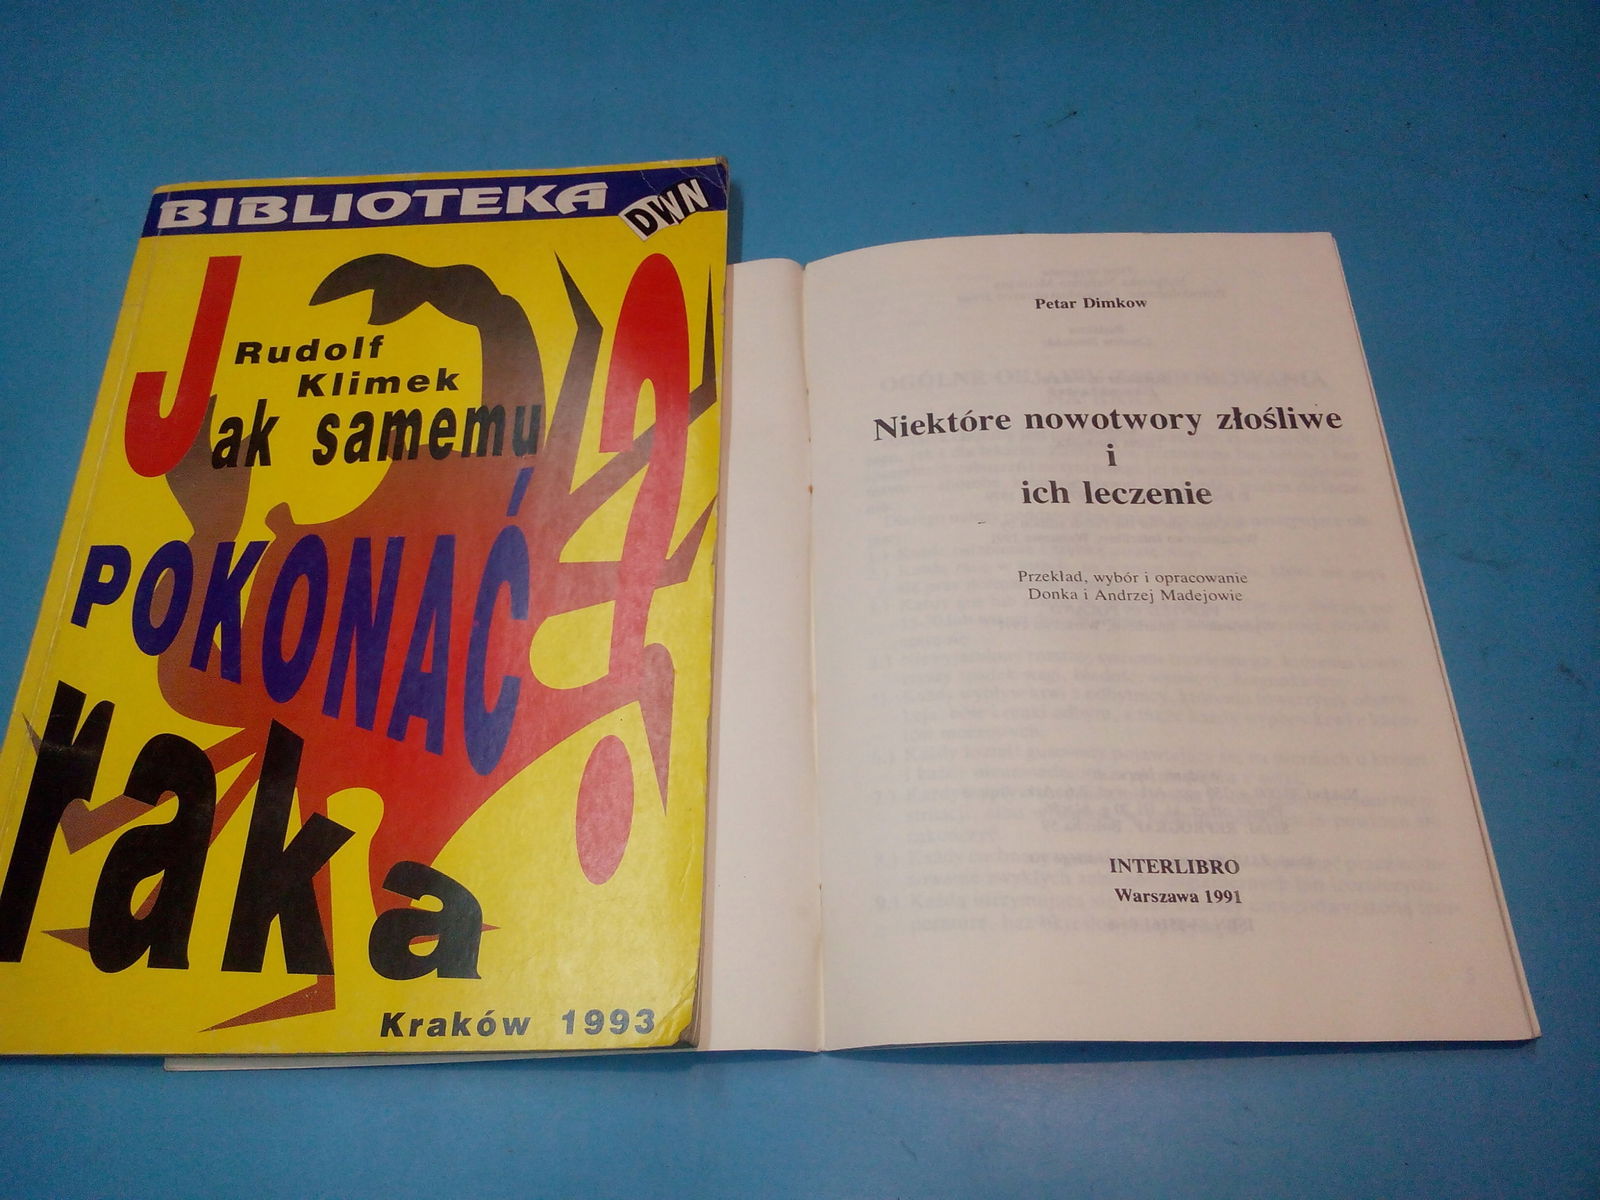 BIBLIOTEKA
DWN
Rudolf
Klimek
Jak samemu
POKONAĆ
raka
?
Kraków 1993
Petar Dimkow
Niektóre nowotwory złośliwe
i
ich leczenie
Przekład, wybór i opracowanie
Donka i Andrzej Madejowie
INTERLIBRO
Warszawa 1991